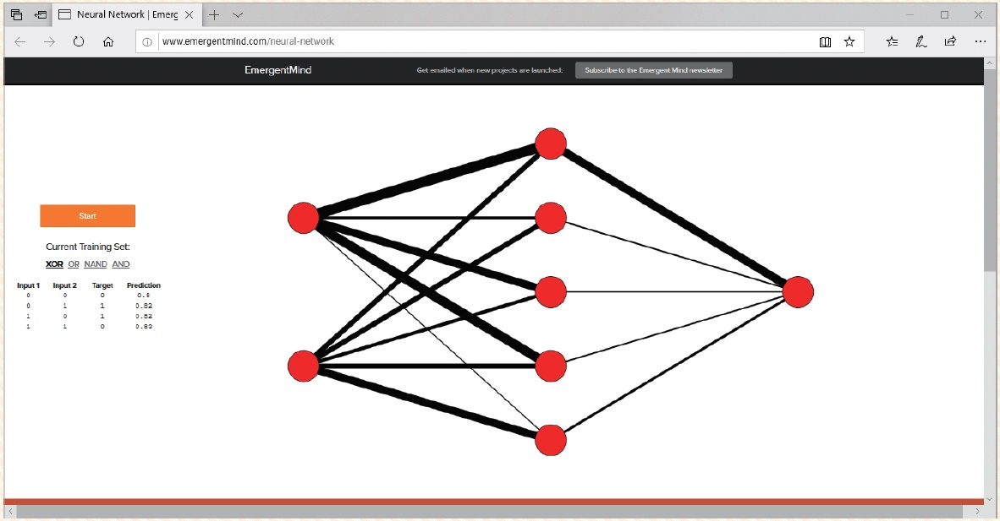 Neural Network | Emerg
www.emergentmind.com/neural-network
EmergentMind
Get emailed when new projects are launched:
Subscribe to the Emergent Mind newsletter
Start
Current Training Set:
XOR OR NAND AND
Input 1 Input 2 Target Prediction
0 0 0 0.8
0 1 1 0.82
1 0 1 0.82
1 1 0 0.83